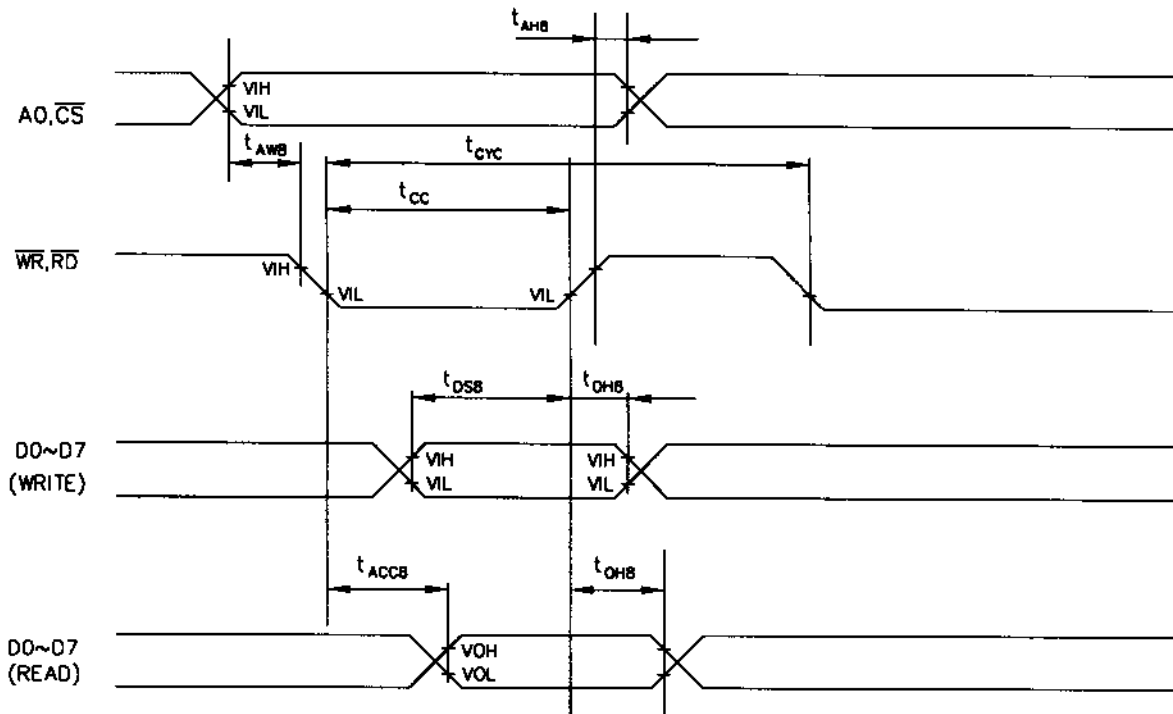 tAH8
A0,CS
VIH
VIL
tAW8
tCYC
tCC
WR,RD
VIH
VIL
VIL
tDS8
tDH8
D0~D7
(WRITE)
VIH
VIL
VIH
VIL
tACC8
tOH8
D0~D7
(READ)
VOH
VOL